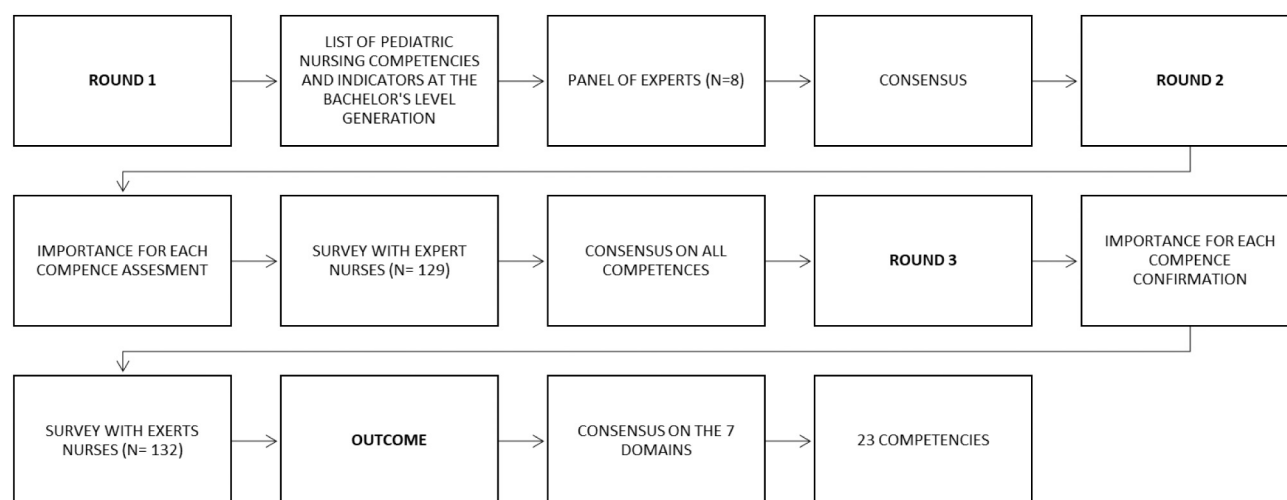 ROUND 1
LIST OF PEDIATRIC
NURSING COMPETENCIES
AND INDICATORS AT THE
BACHELOR'S LEVEL
GENERATION
PANEL OF EXPERTS (N=8)
CONSENSUS
ROUND 2
IMPORTANCE FOR EACH
COMPENCE ASSESMENT
SURVEY WITH EXPERT
NURSES (N= 129)
CONSENSUS ON ALL
COMPETENCES
ROUND 3
IMPORTANCE FOR EACH
COMPENCE
CONFIRMATION
SURVEY WITH EXERTS
NURSES (N= 132)
OUTCOME
CONSENSUS ON THE 7
DOMAINS
23 COMPETENCIES